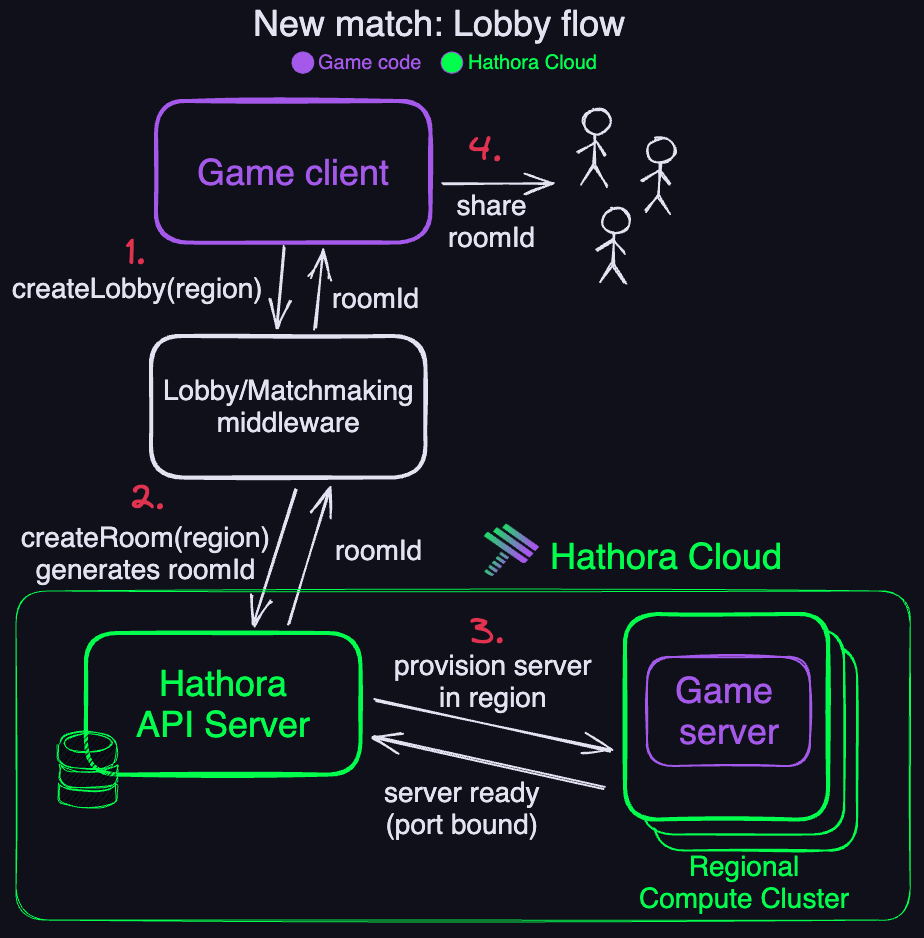 New match: Lobby flow
Game code
Hathora Cloud
Game client
4.
share
roomId
1.
createLobby(region)
roomId
Lobby/Matchmaking
middleware
2.
createRoom(region)
generates roomId
roomId
Hathora Cloud
Hathora
API Server
3.
provision server
in region
server ready
(port bound)
Game
server
Regional
Compute Cluster